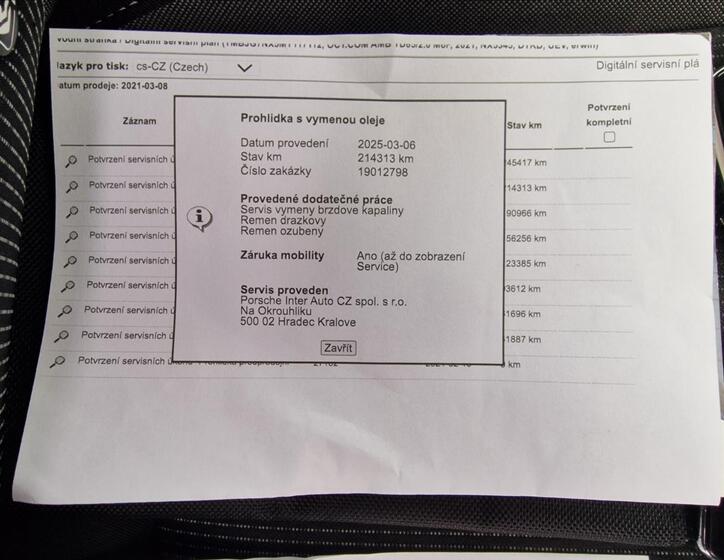 Jazyk pro tisk: cs-CZ (Czech)
Digitální servisní plá
atum prodeje: 2021-03-08
Záznam
Stav km
Potvrzení
kompletní
Potvrzení servisních ú
45417 km
Potvrzení servisních ú
14313 km
Potvrzení servisních ú
90966 km
Potvrzení servisních ú
56256 km
Potvrzení servisních ú
23385 km
Potvrzení servisních ú
3612 km
Potvrzení servisních ú
1696 km
Potvrzení servisních ú
1887 km
Potvrzení servisních ú
km
Prohlidka s vymenou oleje
Datum provedení 2025-03-06
Stav km 214313 km
Číslo zakázky 19012798
Provedené dodatečné práce
Servis vymeny brzdove kapaliny
Remen drazkovy
Remen ozubeny
Záruka mobility Ano (až do zobrazení
Service)
Servis proveden
Porsche Inter Auto CZ spol. s r.o.
Na Okrouhliku
500 02 Hradec Kralove
Zavřít